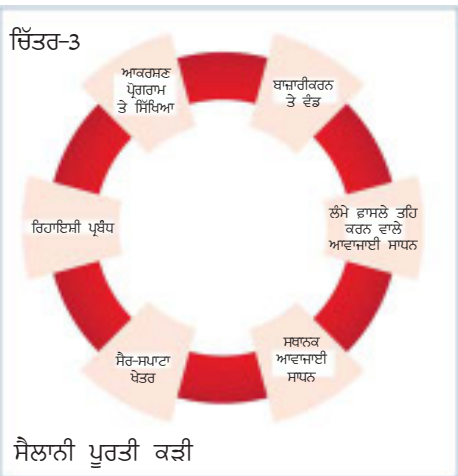 ਚਿੱਤਰ-3
ਆਕਰਸ਼ਣ
ਪ੍ਰੋਗਰਾਮ
ਤੇ ਸਿੱਖਿਆ
ਬਾਜ਼ਾਰੀਕਰਨ
ਤੇ ਵੰਡ
ਲੰਮੇ ਫ਼ਾਸਲੇ ਤਹਿ
ਕਰਨ ਵਾਲੇ
ਆਵਾਜਾਈ ਸਾਧਨ
ਸਥਾਨਕ
ਆਵਾਜਾਈ
ਸਾਧਨ
ਸੈਰ-ਸਪਾਟਾ
ਖੇਤਰ
ਰਿਹਾਇਸ਼ੀ ਪ੍ਰਬੰਧ
ਸੈਲਾਨੀ ਪੂਰਤੀ ਕੜੀ